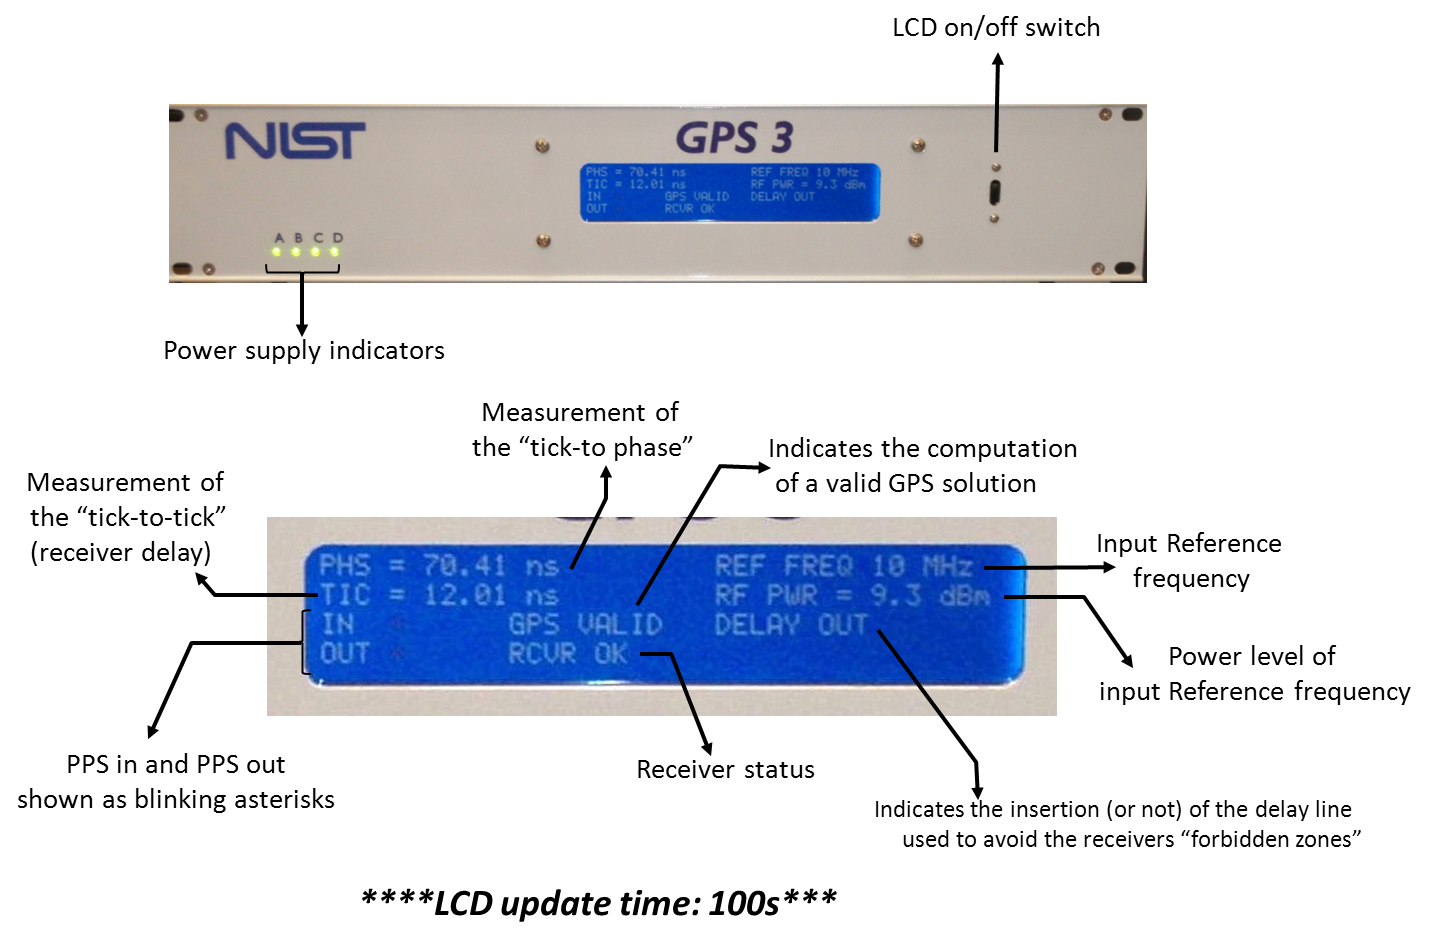 LCD on/off switch
NIST
GPS 3
PHS = 70.41 ns REF FREQ 10 MHz
TIC = 12.01 ns RF PWR = 9.3 dBm
IN GPS VALID DELAY OUT
OUT RCVR OK
A B C D
Power supply indicators
Measurement of
the “tick-to phase”
Indicates the computation
of a valid GPS solution
Measurement of
the “tick-to-tick”
(receiver delay)
PHS = 70.41 ns REF FREQ 10 MHz
TIC = 12.01 ns RF PWR = 9.3 dBm
IN * GPS VALID DELAY OUT
OUT * RCVR OK
Input Reference
frequency
Power level of
input Reference frequency
PPS in and PPS out
shown as blinking asterisks
Receiver status
Indicates the insertion (or not) of the delay line
used to avoid the receivers “forbidden zones”
****LCD update time: 100s***